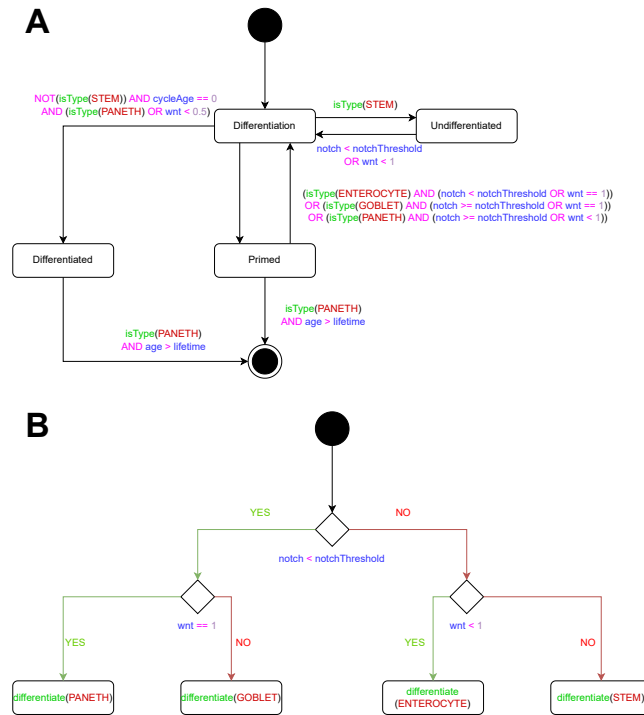 A
NOT(isType(STEM)) AND cycleAge == 0
AND (isType(PANETH) OR wnt < 0.5)
isType(STEM)
Differentiation
Undifferentiated
notch < notchThreshold
OR wnt < 1
(isType(ENTEROCYTE) AND (notch < notchThreshold OR wnt == 1))
OR (isType(GOBLET) AND (notch >= notchThreshold OR wnt == 1))
OR (isType(PANETH) AND (notch >= notchThreshold OR wnt < 1))
Differentiated
Primed
isType(PANETH)
AND age > lifetime
isType(PANETH)
AND age > lifetime
B
YES
NO
notch < notchThreshold
wnt == 1
wnt < 1
YES
NO
YES
NO
differentiate(PANETH)
differentiate(GOBLET)
differentiate
(ENTEROCYTE)
differentiate(STEM)